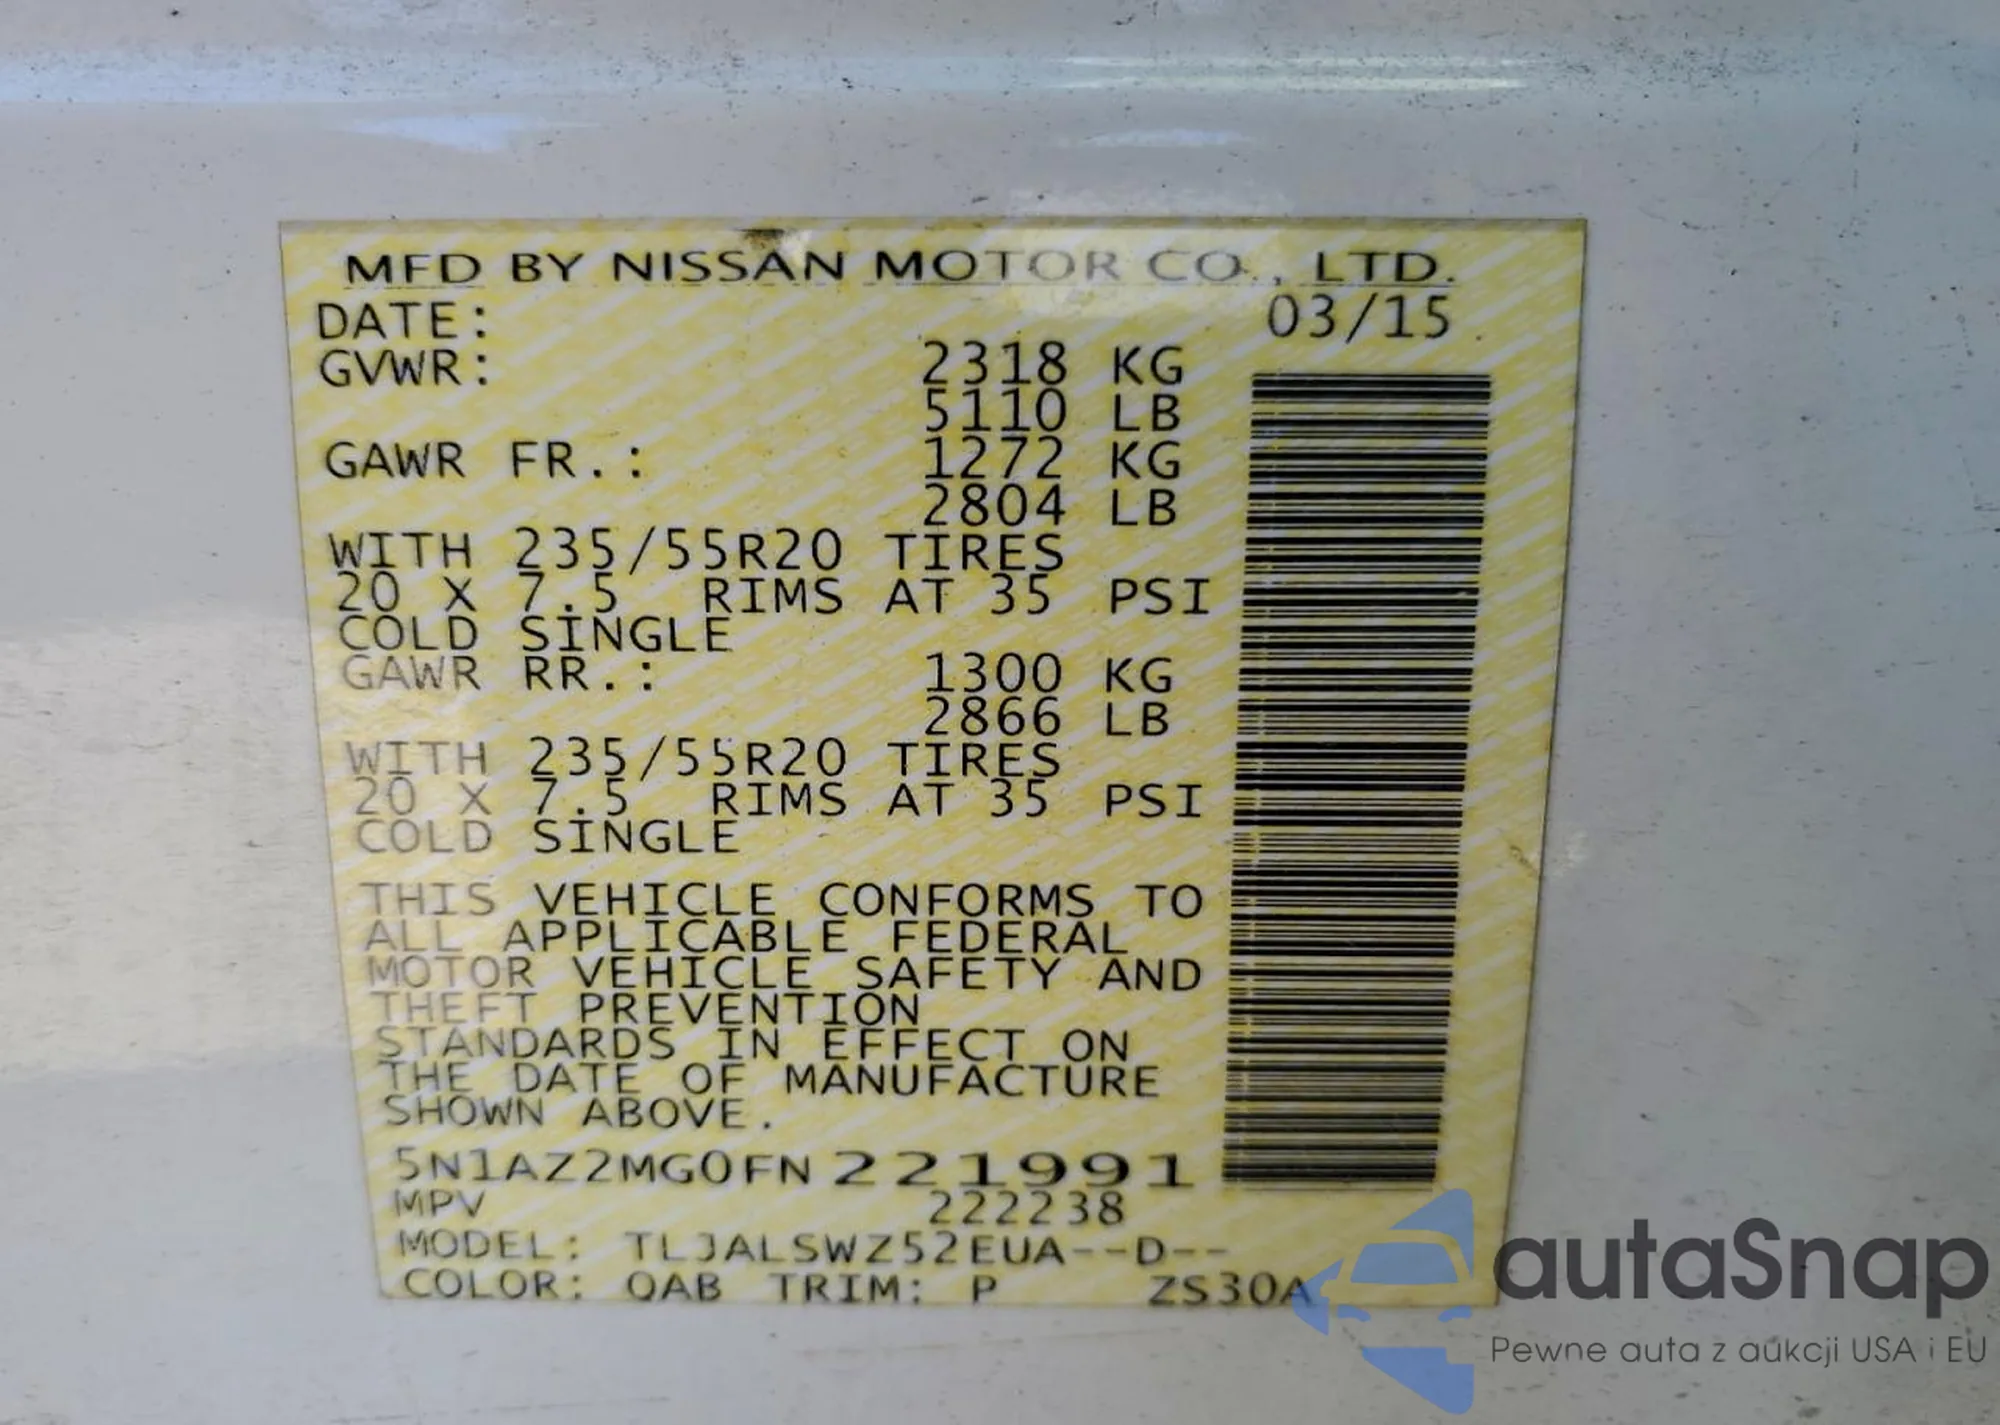 MFD BY NISSAN MOTOR CO., LTD.
DATE: 03/15
GVWR: 2318 KG
5110 LB
GAWR FR.: 1272 KG
2804 LB
WITH 235/55R20 TIRES
20 X 7.5 RIMS AT 35 PSI
COLD SINGLE
GAWR RR.: 1300 KG
2866 LB
WITH 235/55R20 TIRES
20 X 7.5 RIMS AT 35 PSI
COLD SINGLE
THIS VEHICLE CONFORMS TO
ALL APPLICABLE FEDERAL
MOTOR VEHICLE SAFETY AND
THEFT PREVENTION
STANDARDS IN EFFECT ON
THE DATE OF MANUFACTURE
SHOWN ABOVE.
5N1AZ2MG0FN221991
MPV 222238
MODEL: TLJALSWZ52EUA--D--
COLOR: QAB TRIM: P ZS30A
autaSnap
Pewne auta z aukcji USA i EU